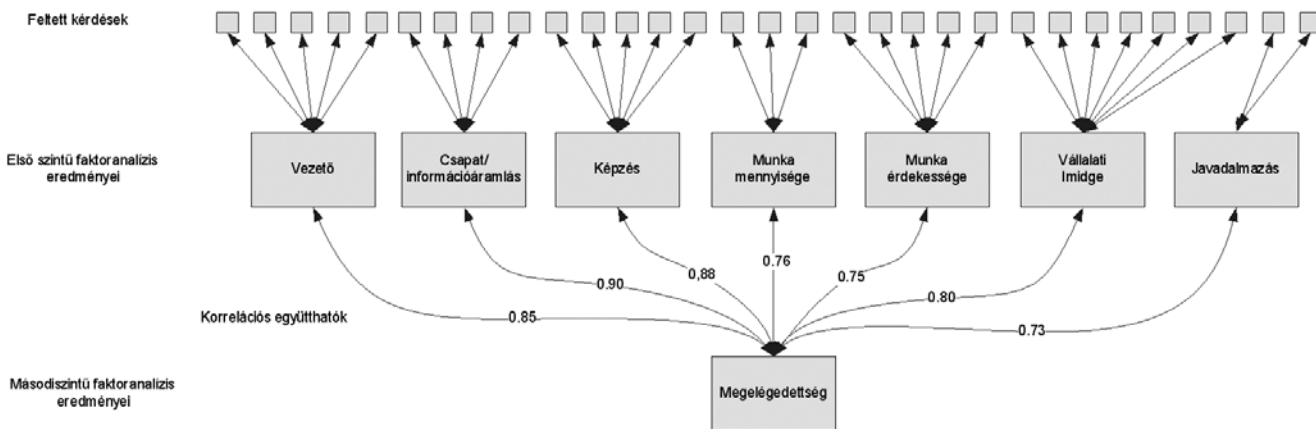 Feltett kérdések
Első szintű faktoranalízis
eredményei
Vezető
Csapat/
információáramlás
Képzés
Munka
mennyisége
Munka
érdekessége
Vállalati
Imidge
Javadalmazás
0.85
0.90
0,88
0.76
0.75
0.80
0.73
Korrelációs együtthatók
Másodiszintű faktoranalízis
eredményei
Megelégedettség